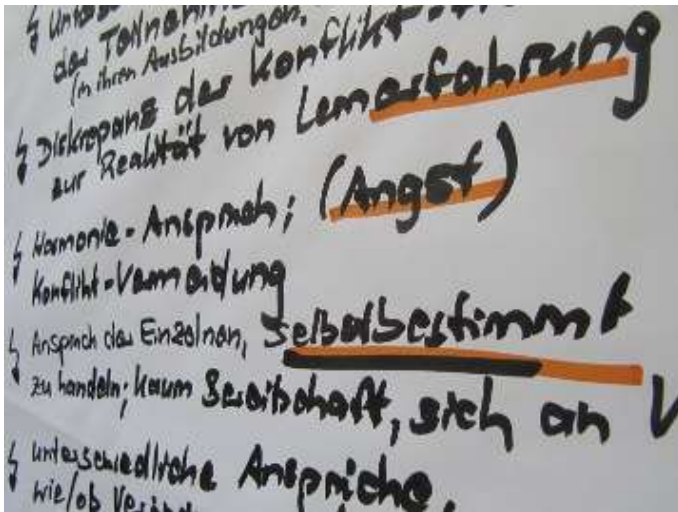 der Teilnehmer
(in ihren Ausbildungen,
ϟ Diskrepanz der Konflikt-
zur Realität von Lernerfahrung
ϟ Harmonie-Anspruch; (Angst)
Konflikt-Vermeidung
ϟ Anspruch des Einzelnen, selbstbestimmt
zu handeln; kaum Bereitschaft, sich an V
ϟ unterschiedliche Ansprüche,
wie/ob